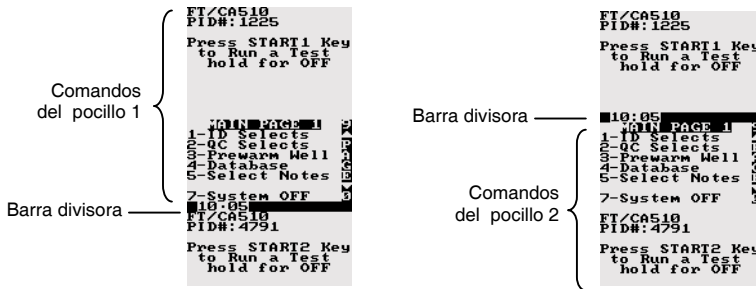 Comandos
del pocillo 1
Barra divisora
FT/CA510
PID#:1225
Press START1 Key
to Run a Test
hold for OFF
MAIN PAGE 1 9
1-ID Selects
2-QC Selects P
3-Prewarm Well A
4-Database G
5-Select Notes E
7-System OFF 0
10:05
FT/CA510
PID#:4791
Press START2 Key
to Run a Test
hold for OFF
Barra divisora
Comandos
del pocillo 2
FT/CA510
PID#:1225
Press START1 Key
to Run a Test
hold for OFF
10:05
MAIN PAGE 1
1-ID Selects
2-QC Selects
3-Prewarm Well
4-Database
5-Select Notes
7-System OFF
FT/CA510
PID#:4791
Press START2 Key
to Run a Test
hold for OFF